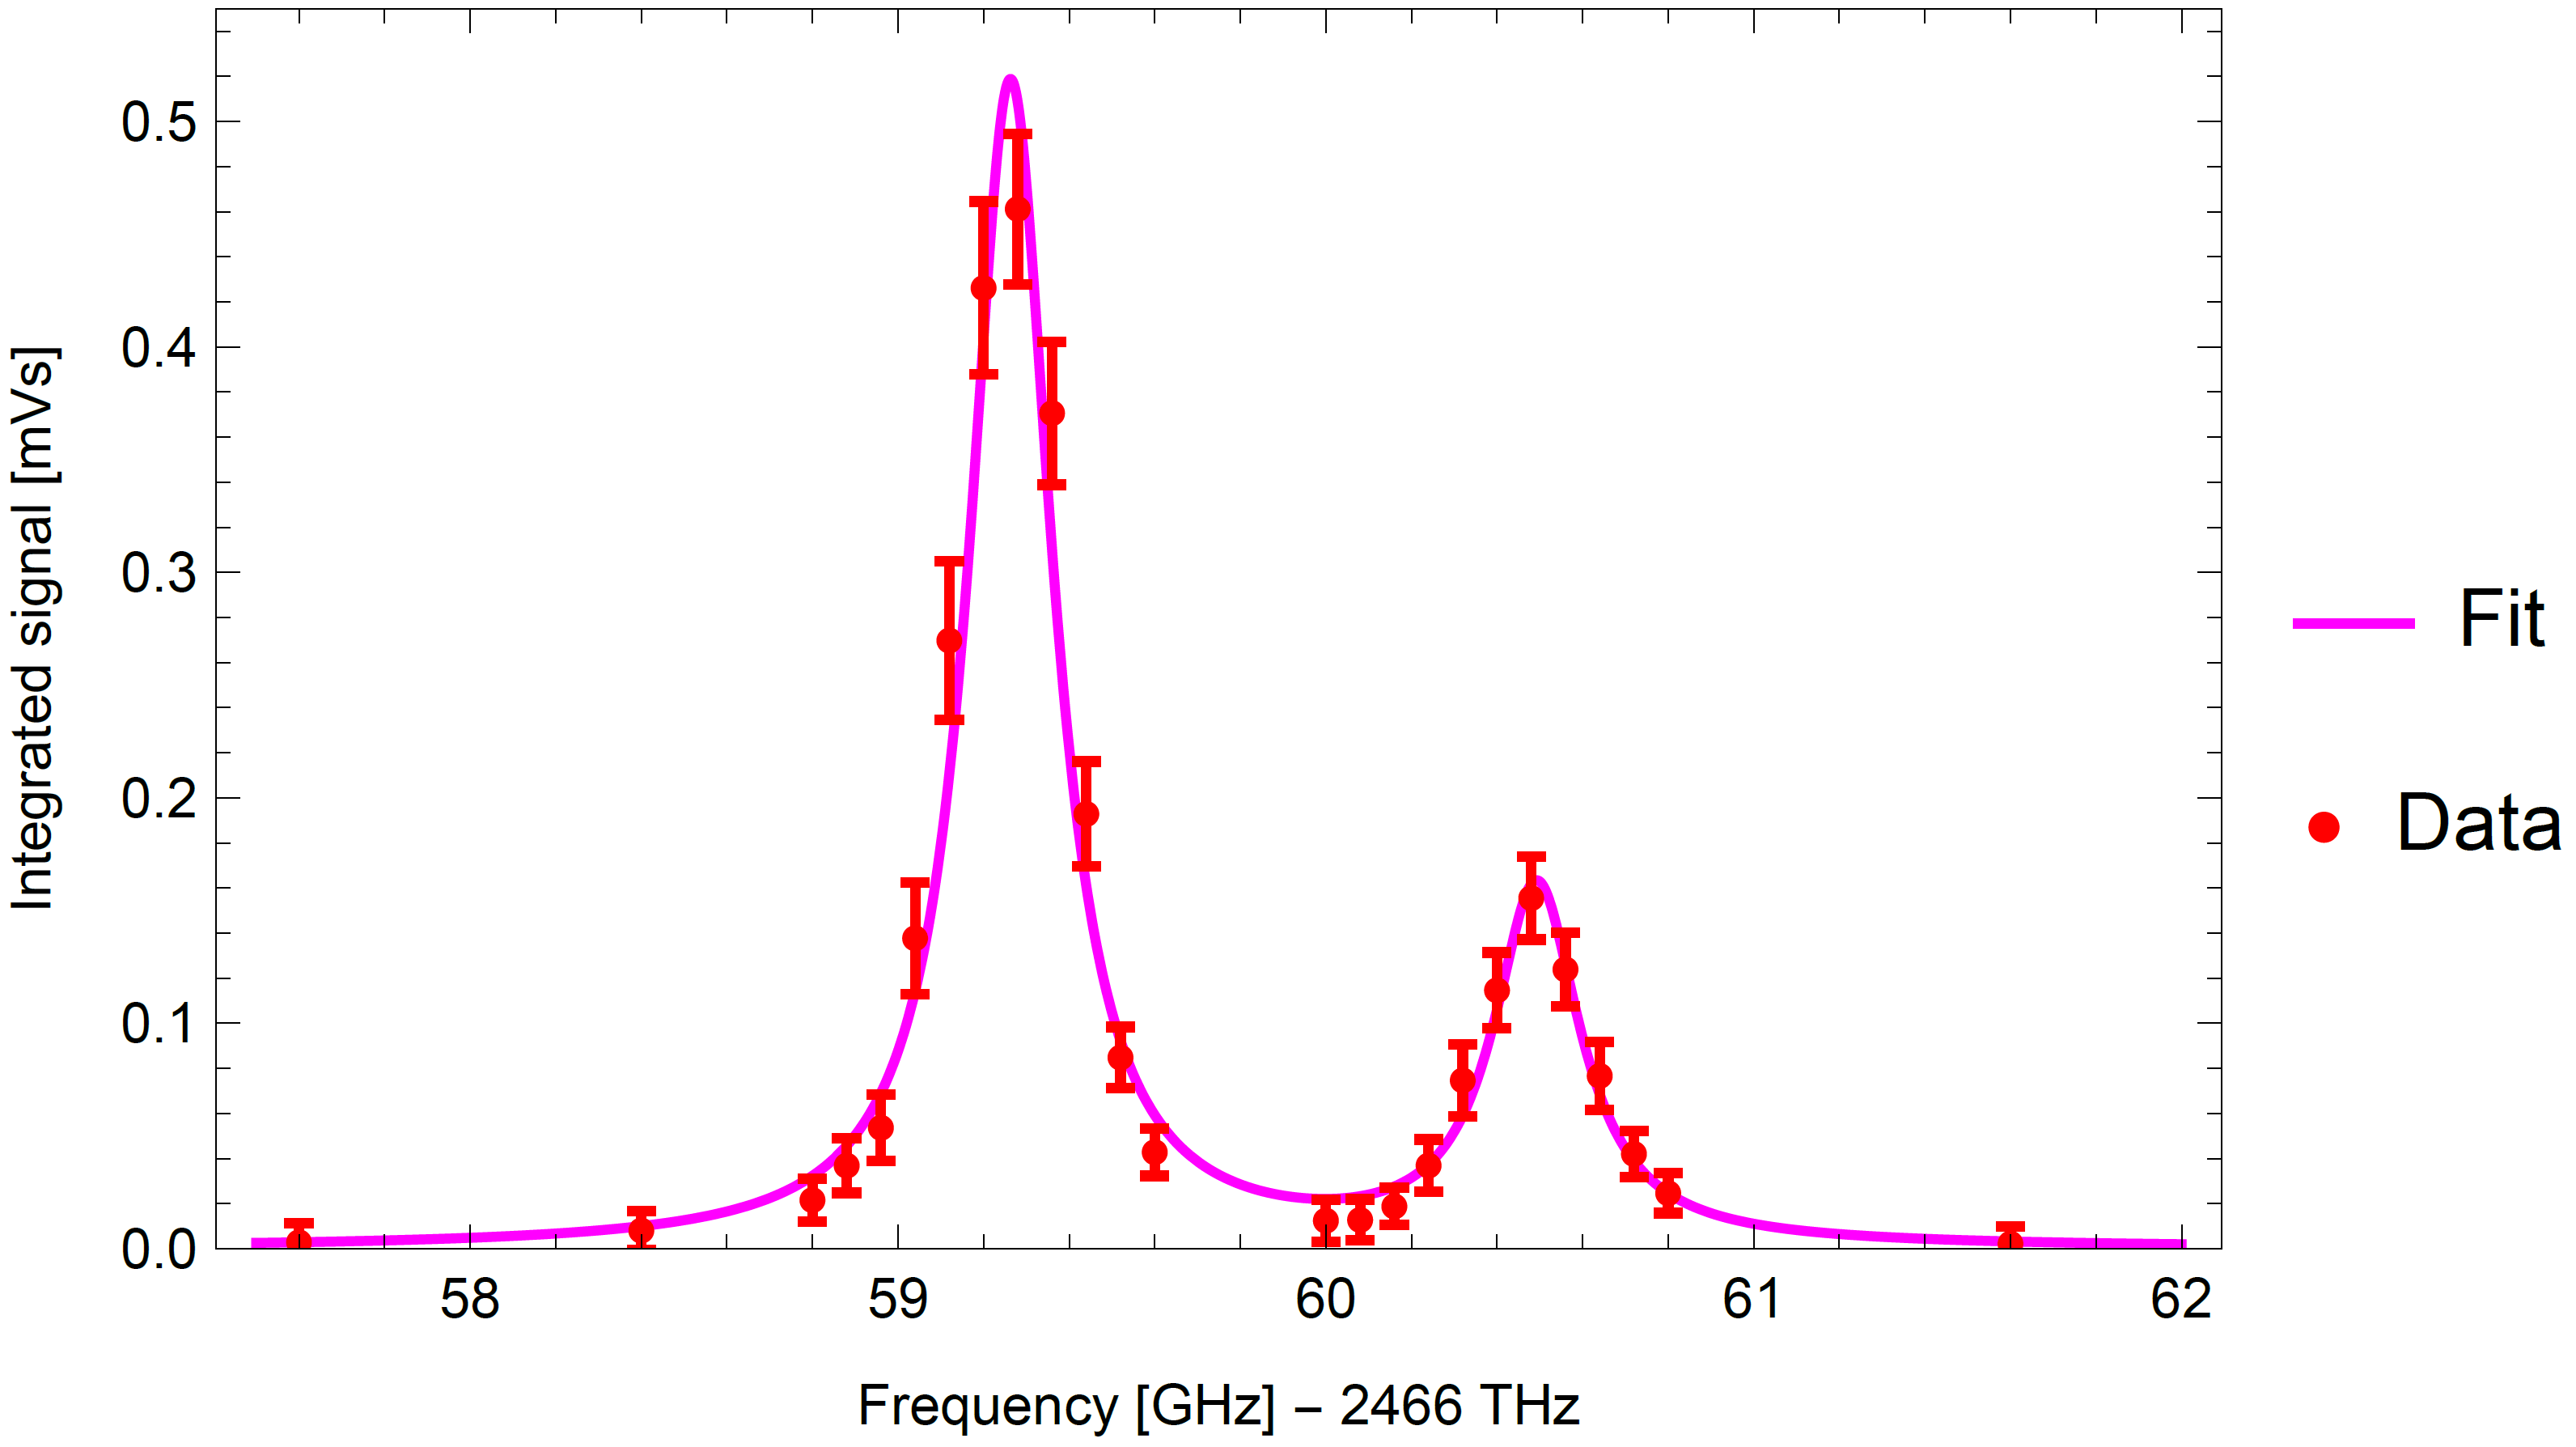 0.5
0.4
0.3
0.2
0.1
0.0
Integrated signal [mVs]
58 59 60 61 62
Frequency [GHz] – 2466 THz
Fit
Data